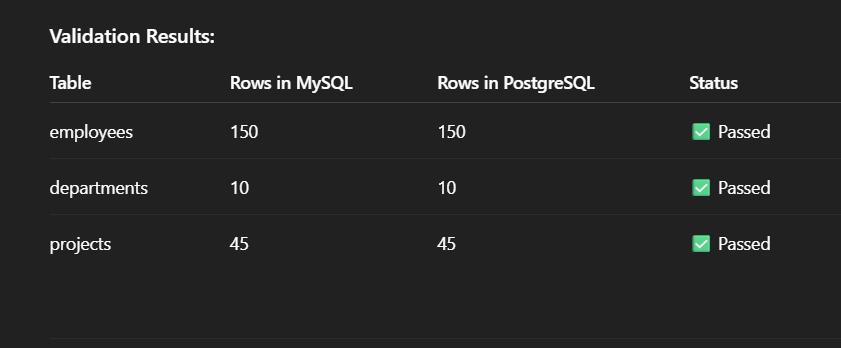 Validation Results:
Table Rows in MySQL Rows in PostgreSQL Status
employees 150 150 ✅ Passed
departments 10 10 ✅ Passed
projects 45 45 ✅ Passed